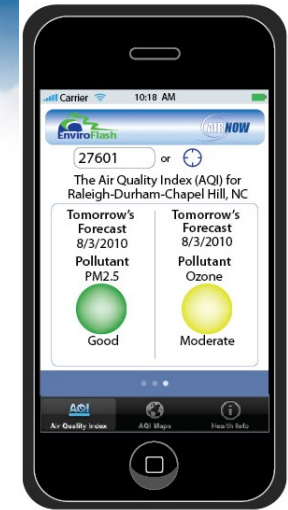 Carrier 10:18 AM
EnviroFlash
AIRNOW
27601 or
The Air Quality Index (AQI) for
Raleigh-Durham-Chapel Hill, NC
Tomorrow's
Forecast
8/3/2010
Pollutant
PM2.5
Good
Tomorrow's
Forecast
8/3/2010
Pollutant
Ozone
Moderate
AQI
Air Quality Index
AQI Maps
Health Info